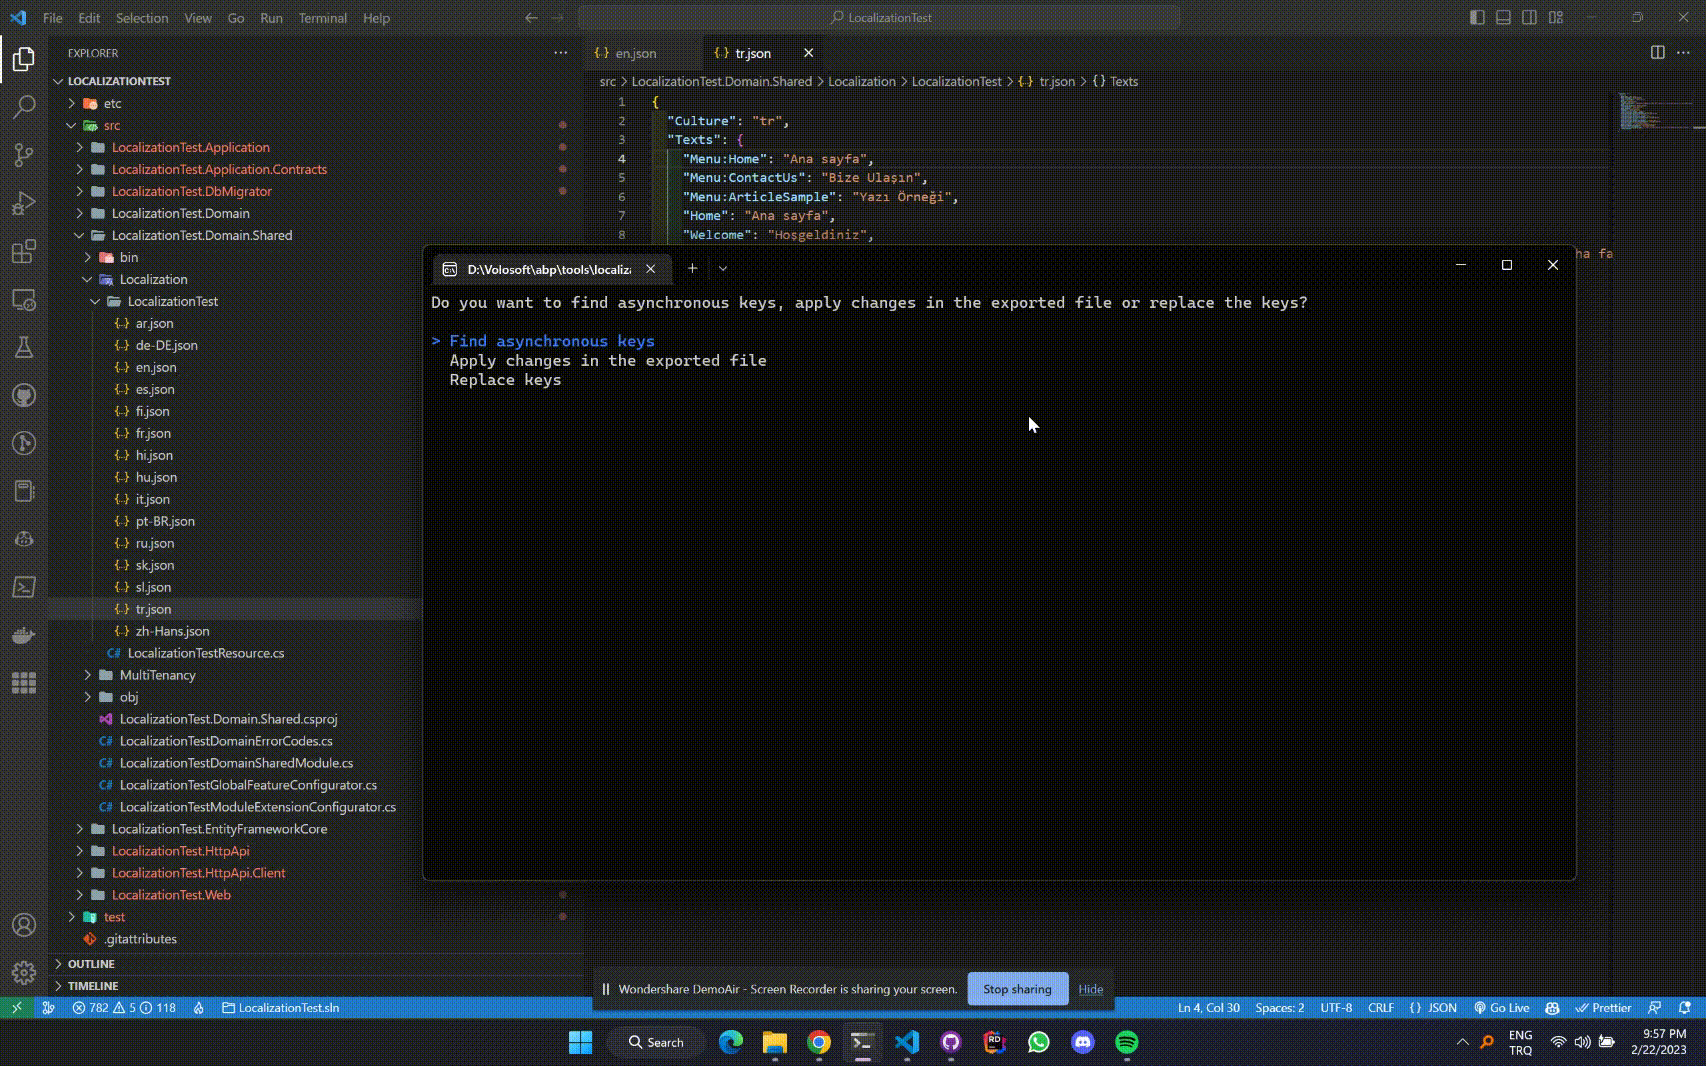 File Edit Selection View Go Run Terminal Help
LocalizationTest
EXPLORER
LOCALIZATIONTEST
etc
src
LocalizationTest.Application
LocalizationTest.Application.Contracts
LocalizationTest.DbMigrator
LocalizationTest.Domain
LocalizationTest.Domain.Shared
bin
Localization
LocalizationTest
{..} ar.json
{..} de-DE.json
{..} en.json
{..} es.json
{..} fi.json
{..} fr.json
{..} hi.json
{..} hu.json
{..} it.json
{..} pt-BR.json
{..} ru.json
{..} sk.json
{..} sl.json
{..} tr.json
{..} zh-Hans.json
C# LocalizationTestResource.cs
MultiTenancy
obj
LocalizationTest.Domain.Shared.csproj
C# LocalizationTestDomainErrorCodes.cs
C# LocalizationTestDomainSharedModule.cs
C# LocalizationTestGlobalFeatureConfigurator.cs
C# LocalizationTestModuleExtensionConfigurator.cs
LocalizationTest.EntityFrameworkCore
LocalizationTest.HttpApi
LocalizationTest.HttpApi.Client
LocalizationTest.Web
test
.gitattributes
OUTLINE
TIMELINE
{..} en.json {..} tr.json
src > LocalizationTest.Domain.Shared > Localization > LocalizationTest > {..} tr.json > {} Texts
1 {
2 "Culture": "tr",
3 "Texts": {
4 "Menu:Home": "Ana sayfa",
5 "Menu:ContactUs": "Bize Ulaşın",
6 "Menu:ArticleSample": "Yazı Örneği",
7 "Home": "Ana sayfa",
8 "Welcome": "Hoşgeldiniz",
ha fa
D:\Volosoft\abp\tools\localiz
Do you want to find asynchronous keys, apply changes in the exported file or replace the keys?
> Find asynchronous keys
Apply changes in the exported file
Replace keys
Wondershare DemoAir - Screen Recorder is sharing your screen. Stop sharing Hide
782 5 118 LocalizationTest.sln Ln 4, Col 30 Spaces: 2 UTF-8 CRLF {} JSON Go Live Prettier
Search
RD
ENG
TRQ
9:57 PM
2/22/2023